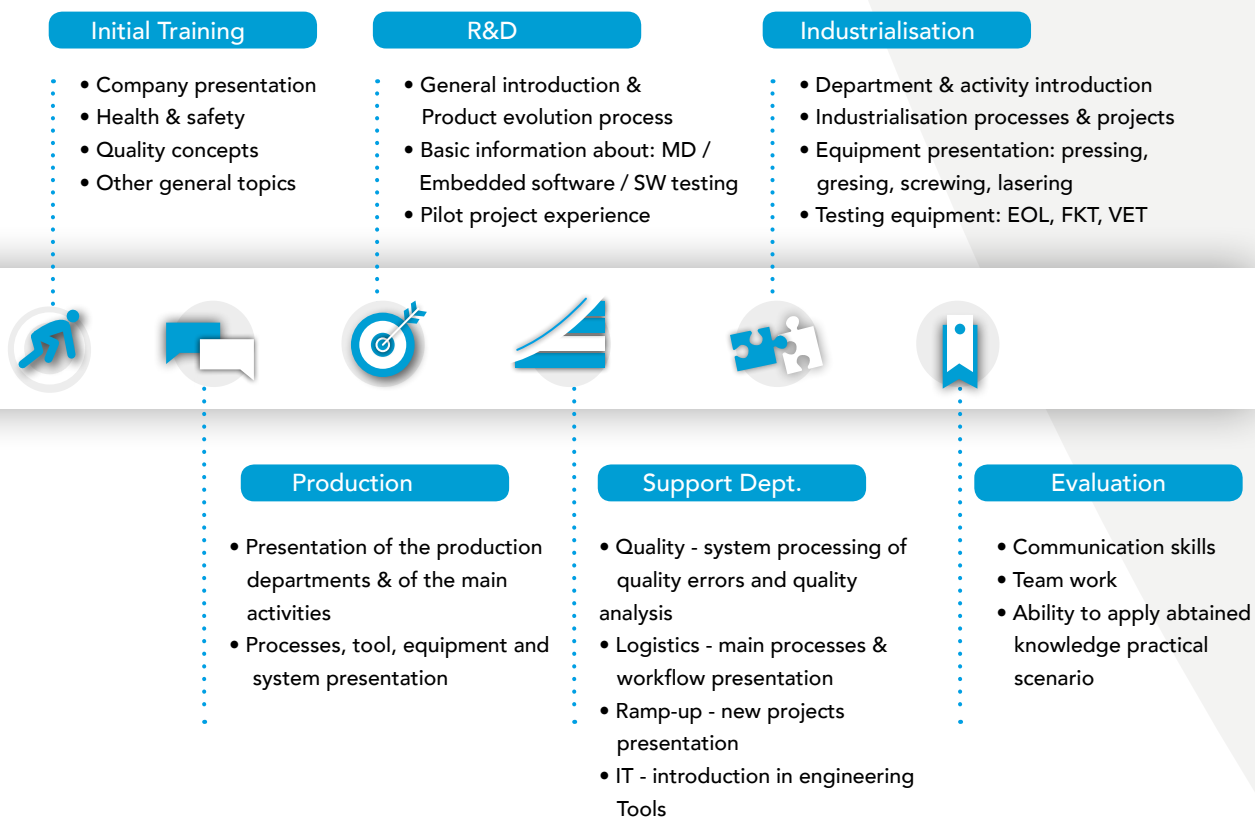 Initial Training
• Company presentation
• Health & safety
• Quality concepts
• Other general topics
R&D
• General introduction &
Product evolution process
• Basic information about: MD /
Embedded software / SW testing
• Pilot project experience
Industrialisation
• Department & activity introduction
• Industrialisation processes & projects
• Equipment presentation: pressing,
gresing, screwing, lasering
• Testing equipment: EOL, FKT, VET
Production
• Presentation of the production
departments & of the main
activities
• Processes, tool, equipment and
system presentation
Support Dept.
• Quality - system processing of
quality errors and quality
analysis
• Logistics - main processes &
workflow presentation
• Ramp-up - new projects
presentation
• IT - introduction in engineering
Tools
Evaluation
• Communication skills
• Team work
• Ability to apply abtained
knowledge practical
scenario